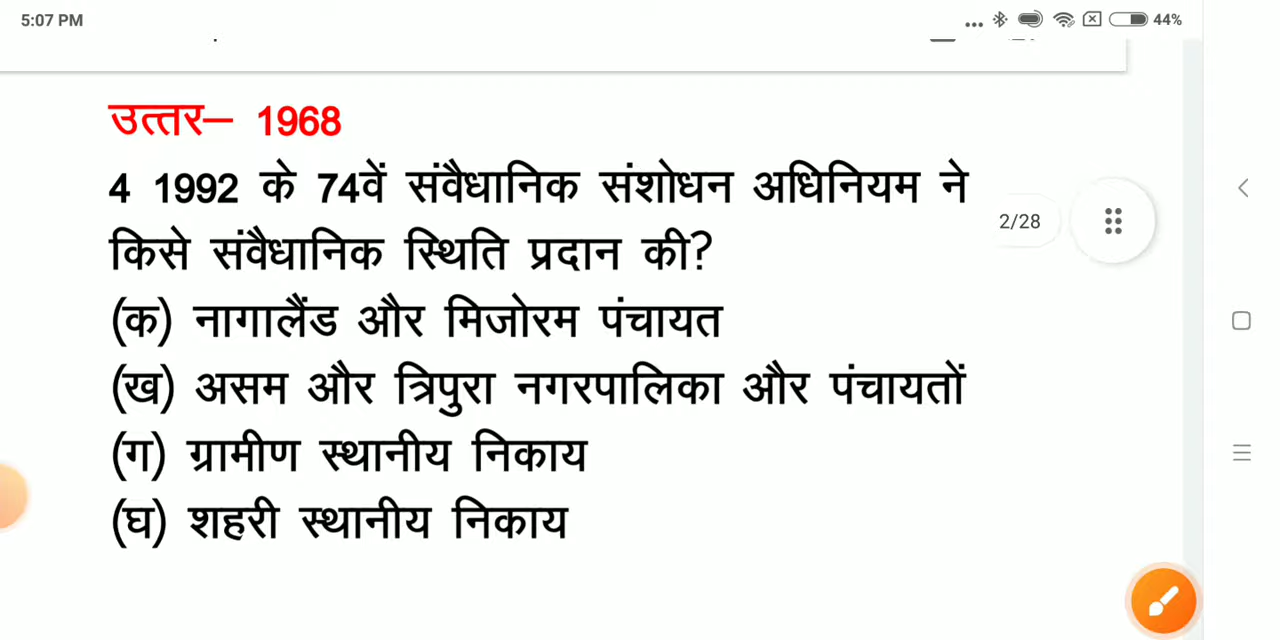 5:07 PM
44%
उत्तर– 1968
4 1992 के 74वें संवैधानिक संशोधन अधिनियम ने
2/28
किसे संवैधानिक स्थिति प्रदान की?
(क) नागालैंड और मिजोरम पंचायत
(ख) असम और त्रिपुरा नगरपालिका और पंचायतों
(ग) ग्रामीण स्थानीय निकाय
(घ) शहरी स्थानीय निकाय